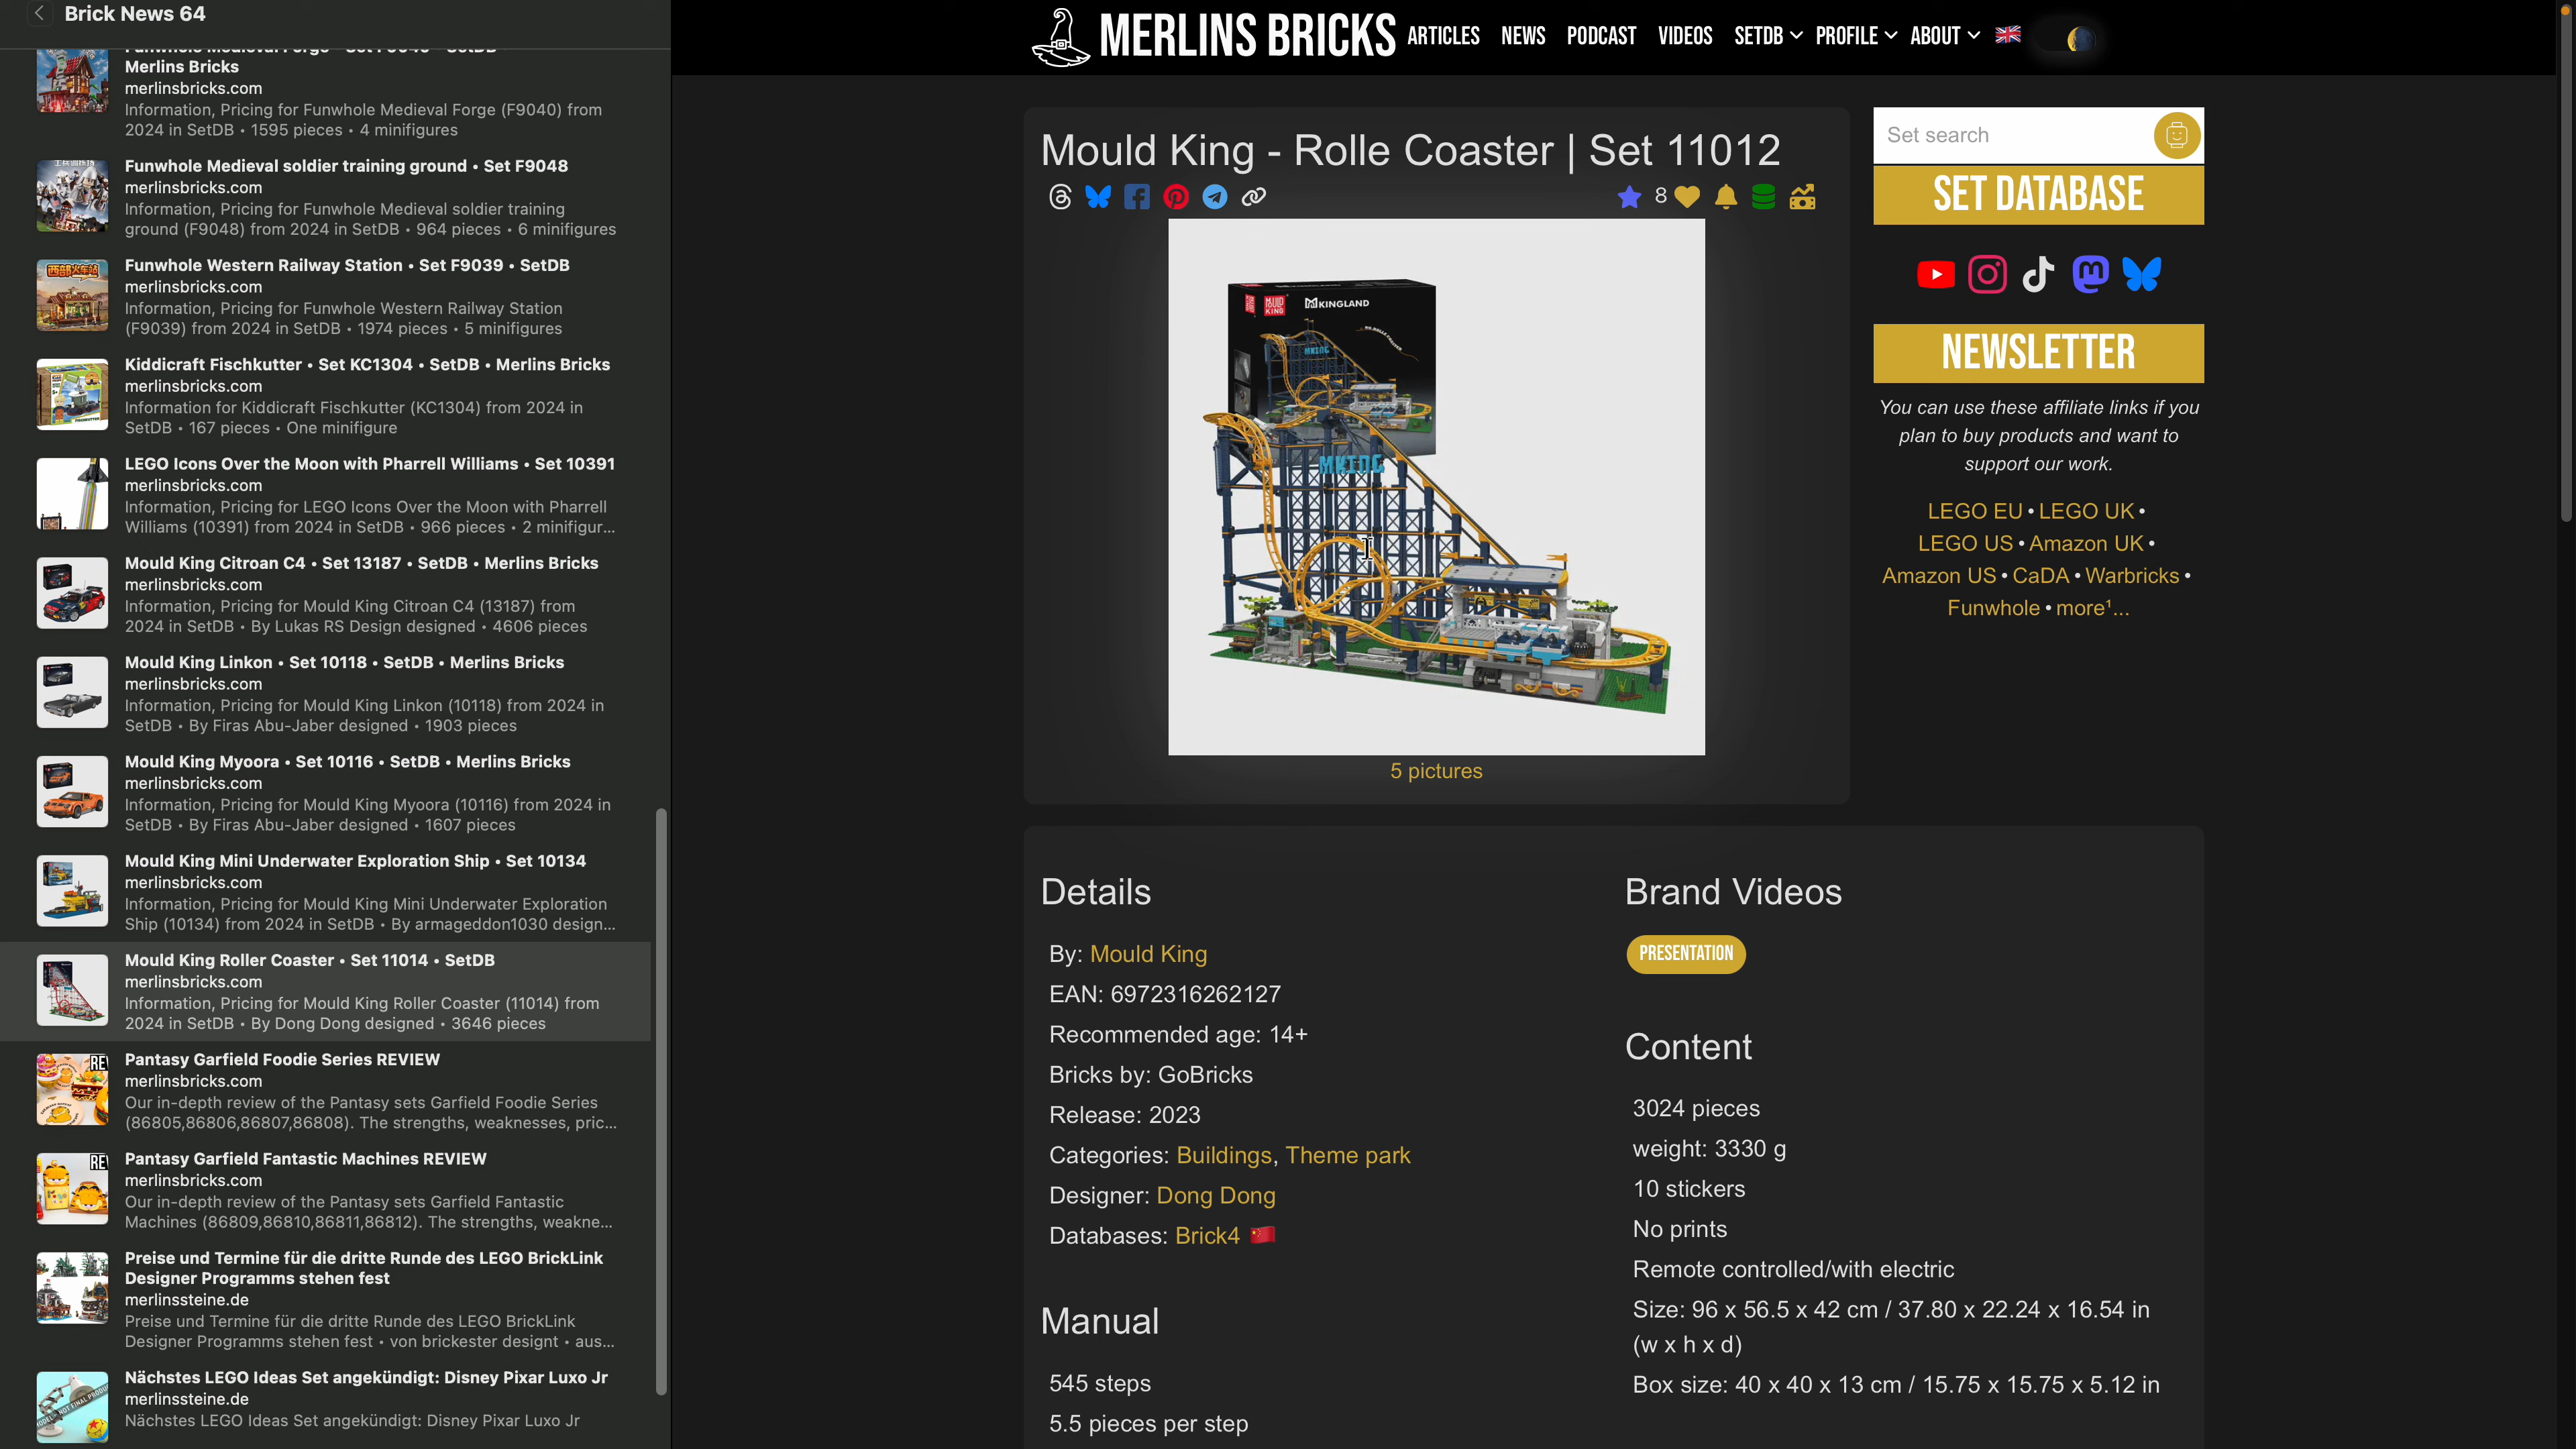 Brick News 64
Funwhole Medieval Forge • Set F9040 • SetDB •
Merlins Bricks
merlinsbricks.com
Information, Pricing for Funwhole Medieval Forge (F9040) from
2024 in SetDB • 1595 pieces • 4 minifigures
Funwhole Medieval soldier training ground • Set F9048
merlinsbricks.com
Information, Pricing for Funwhole Medieval soldier training
ground (F9048) from 2024 in SetDB • 964 pieces • 6 minifigures
西部火车站
Funwhole Western Railway Station • Set F9039 • SetDB
merlinsbricks.com
Information, Pricing for Funwhole Western Railway Station
(F9039) from 2024 in SetDB • 1974 pieces • 5 minifigures
Kiddicraft Fischkutter • Set KC1304 • SetDB • Merlins Bricks
merlinsbricks.com
Information for Kiddicraft Fischkutter (KC1304) from 2024 in
SetDB • 167 pieces • One minifigure
LEGO Icons Over the Moon with Pharrell Williams • Set 10391
merlinsbricks.com
Information, Pricing for LEGO Icons Over the Moon with Pharrell
Williams (10391) from 2024 in SetDB • 966 pieces • 2 minifigur...
Mould King Citroan C4 • Set 13187 • SetDB • Merlins Bricks
merlinsbricks.com
Information, Pricing for Mould King Citroan C4 (13187) from
2024 in SetDB • By Lukas RS Design designed • 4606 pieces
Mould King Linkon • Set 10118 • SetDB • Merlins Bricks
merlinsbricks.com
Information, Pricing for Mould King Linkon (10118) from 2024 in
SetDB • By Firas Abu-Jaber designed • 1903 pieces
Mould King Myoora • Set 10116 • SetDB • Merlins Bricks
merlinsbricks.com
Information, Pricing for Mould King Myoora (10116) from 2024 in
SetDB • By Firas Abu-Jaber designed • 1607 pieces
Mould King Mini Underwater Exploration Ship • Set 10134
merlinsbricks.com
Information, Pricing for Mould King Mini Underwater Exploration
Ship (10134) from 2024 in SetDB • By armageddon1030 design...
Mould King Roller Coaster • Set 11014 • SetDB
merlinsbricks.com
Information, Pricing for Mould King Roller Coaster (11014) from
2024 in SetDB • By Dong Dong designed • 3646 pieces
Pantasy Garfield Foodie Series REVIEW
merlinsbricks.com
Our in-depth review of the Pantasy sets Garfield Foodie Series
(86805,86806,86807,86808). The strengths, weaknesses, pric...
Pantasy Garfield Fantastic Machines REVIEW
merlinsbricks.com
Our in-depth review of the Pantasy sets Garfield Fantastic
Machines (86809,86810,86811,86812). The strengths, weakne...
Preise und Termine für die dritte Runde des LEGO BrickLink
Designer Programms stehen fest
merlinssteine.de
Preise und Termine für die dritte Runde des LEGO BrickLink
Designer Programms stehen fest • von brickester designt • aus...
Nächstes LEGO Ideas Set angekündigt: Disney Pixar Luxo Jr
merlinssteine.de
Nächstes LEGO Ideas Set angekündigt: Disney Pixar Luxo Jr
MERLINS BRICKS
ARTICLES NEWS PODCAST VIDEOS SETDB PROFILE ABOUT
Mould King - Rolle Coaster | Set 11012
8
MOULD KING
MKINGLAND
MKING
MKING
5 pictures
Set search
SET DATABASE
NEWSLETTER
You can use these affiliate links if you
plan to buy products and want to
support our work.
LEGO EU • LEGO UK •
LEGO US • Amazon UK •
Amazon US • CaDA • Warbricks •
Funwhole • more¹...
Details
By: Mould King
EAN: 6972316262127
Recommended age: 14+
Bricks by: GoBricks
Release: 2023
Categories: Buildings, Theme park
Designer: Dong Dong
Databases: Brick4
Manual
545 steps
5.5 pieces per step
Brand Videos
PRESENTATION
Content
3024 pieces
weight: 3330 g
10 stickers
No prints
Remote controlled/with electric
Size: 96 x 56.5 x 42 cm / 37.80 x 22.24 x 16.54 in
(w x h x d)
Box size: 40 x 40 x 13 cm / 15.75 x 15.75 x 5.12 in